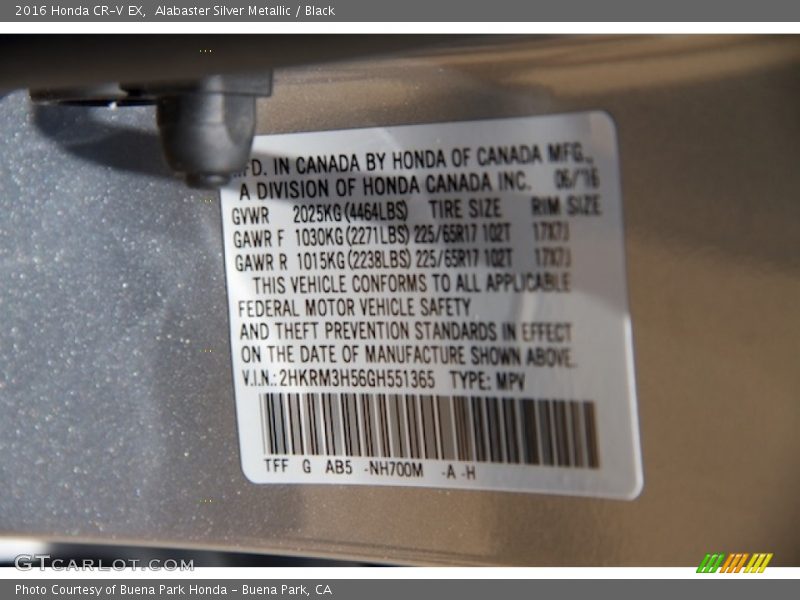 2016 Honda CR-V EX,  Alabaster Silver Metallic / Black
MFD. IN CANADA BY HONDA OF CANADA MFG.,
A DIVISION OF HONDA CANADA INC. 06/'16
GVWR 2025KG(4464LBS) TIRE SIZE RIM SIZE
GAWR F 1030KG(2271LBS) 225/65R17 102T 17X7J
GAWR R 1015KG(2238LBS) 225/65R17 102T 17X7J
THIS VEHICLE CONFORMS TO ALL APPLICABLE
FEDERAL MOTOR VEHICLE SAFETY
AND THEFT PREVENTION STANDARDS IN EFFECT
ON THE DATE OF MANUFACTURE SHOWN ABOVE.
V.I.N.: 2HKRM3H56GH551365 TYPE: MPV
TFF G AB5 -NH700M -A -H
GTCARLOT.COM
Photo Courtesy of Buena Park Honda - Buena Park, CA